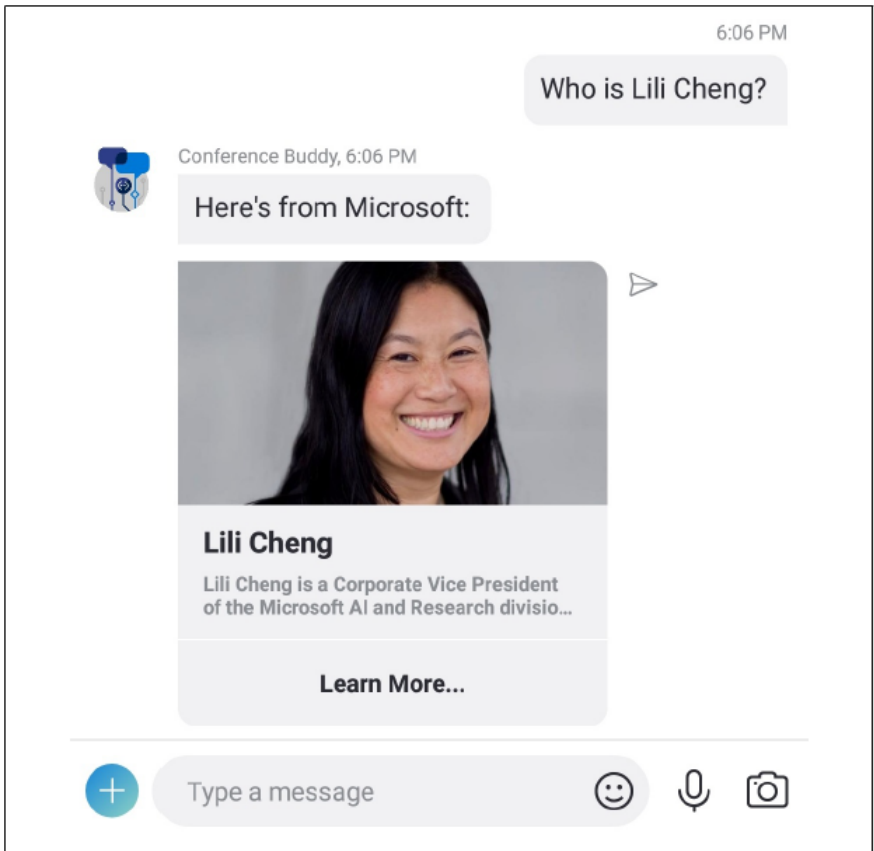 6:06 PM
Who is Lili Cheng?
Conference Buddy, 6:06 PM
Here's from Microsoft:
Lili Cheng
Lili Cheng is a Corporate Vice President
of the Microsoft AI and Research divisio...
Learn More...
Type a message